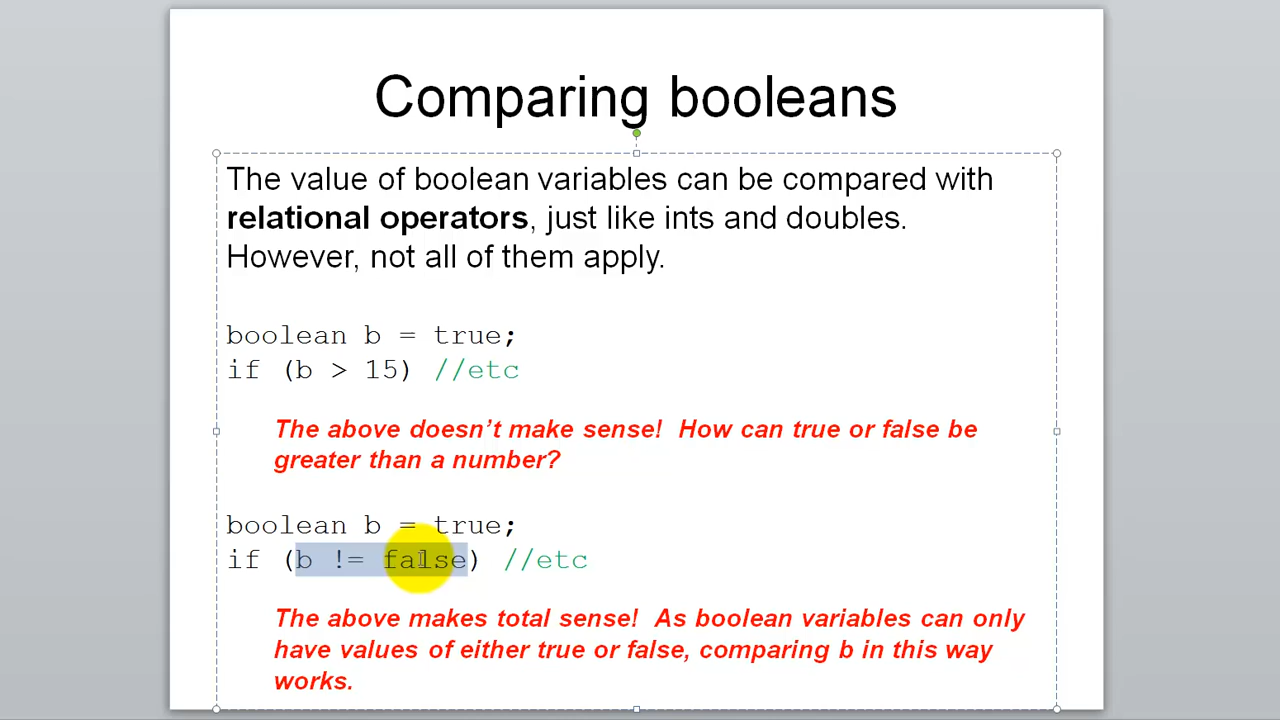 Comparing booleans
The value of boolean variables can be compared with
relational operators, just like ints and doubles.
However, not all of them apply.
boolean b = true;
if (b > 15) //etc
The above doesn’t make sense! How can true or false be
greater than a number?
boolean b = true;
if (b != false) //etc
The above makes total sense! As boolean variables can only
have values of either true or false, comparing b in this way
works.